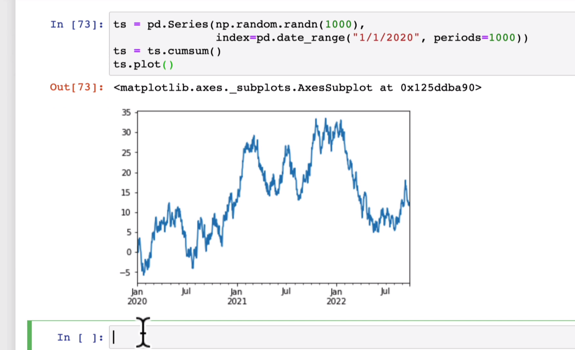 In [73]: ts = pd.Series(np.random.randn(1000),
index=pd.date_range("1/1/2020", periods=1000))
ts = ts.cumsum()
ts.plot()
Out[73]: <matplotlib.axes._subplots.AxesSubplot at 0x125ddba90>
35
30
25
20
15
10
5
0
−5
Jan Jul Jan Jul Jan Jul
2020 2021 2022
In [ ]: